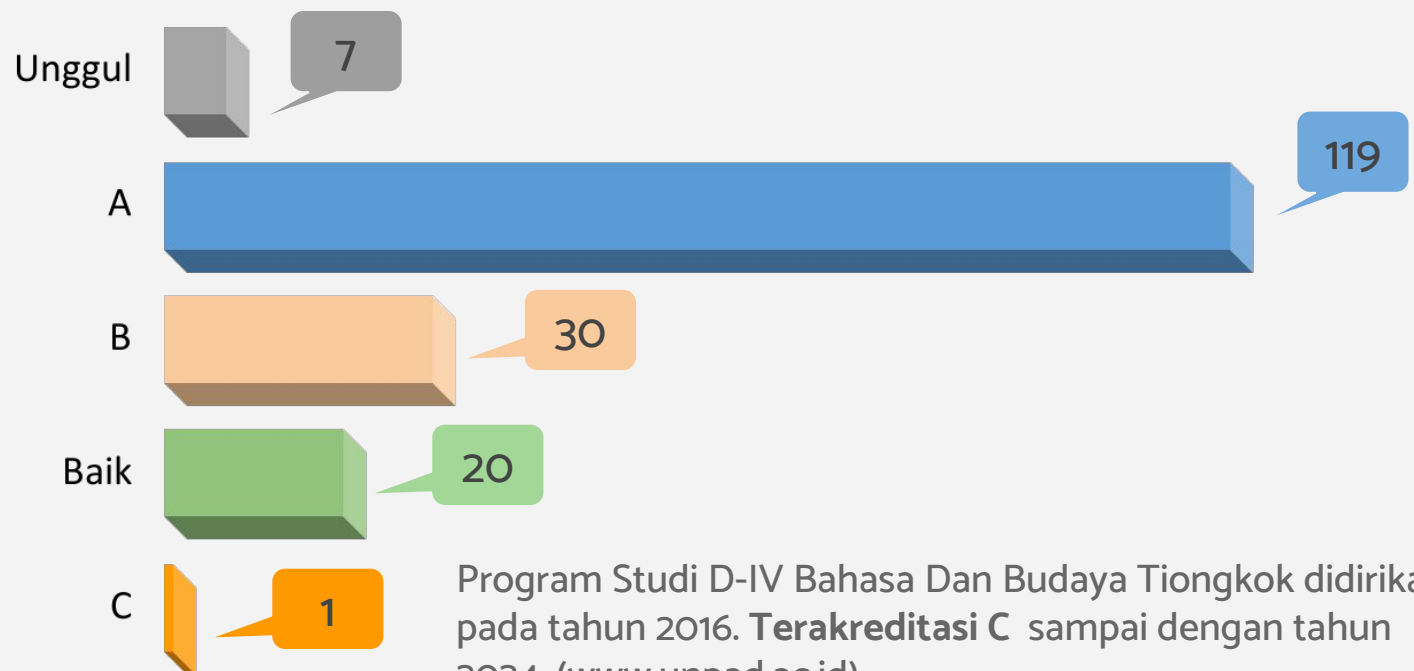 Unggul 7
A 119
B 30
Baik 20
C 1
Program Studi D-IV Bahasa Dan Budaya Tiongkok
pada tahun 2016. Terakreditasi C sampai dengan tahun